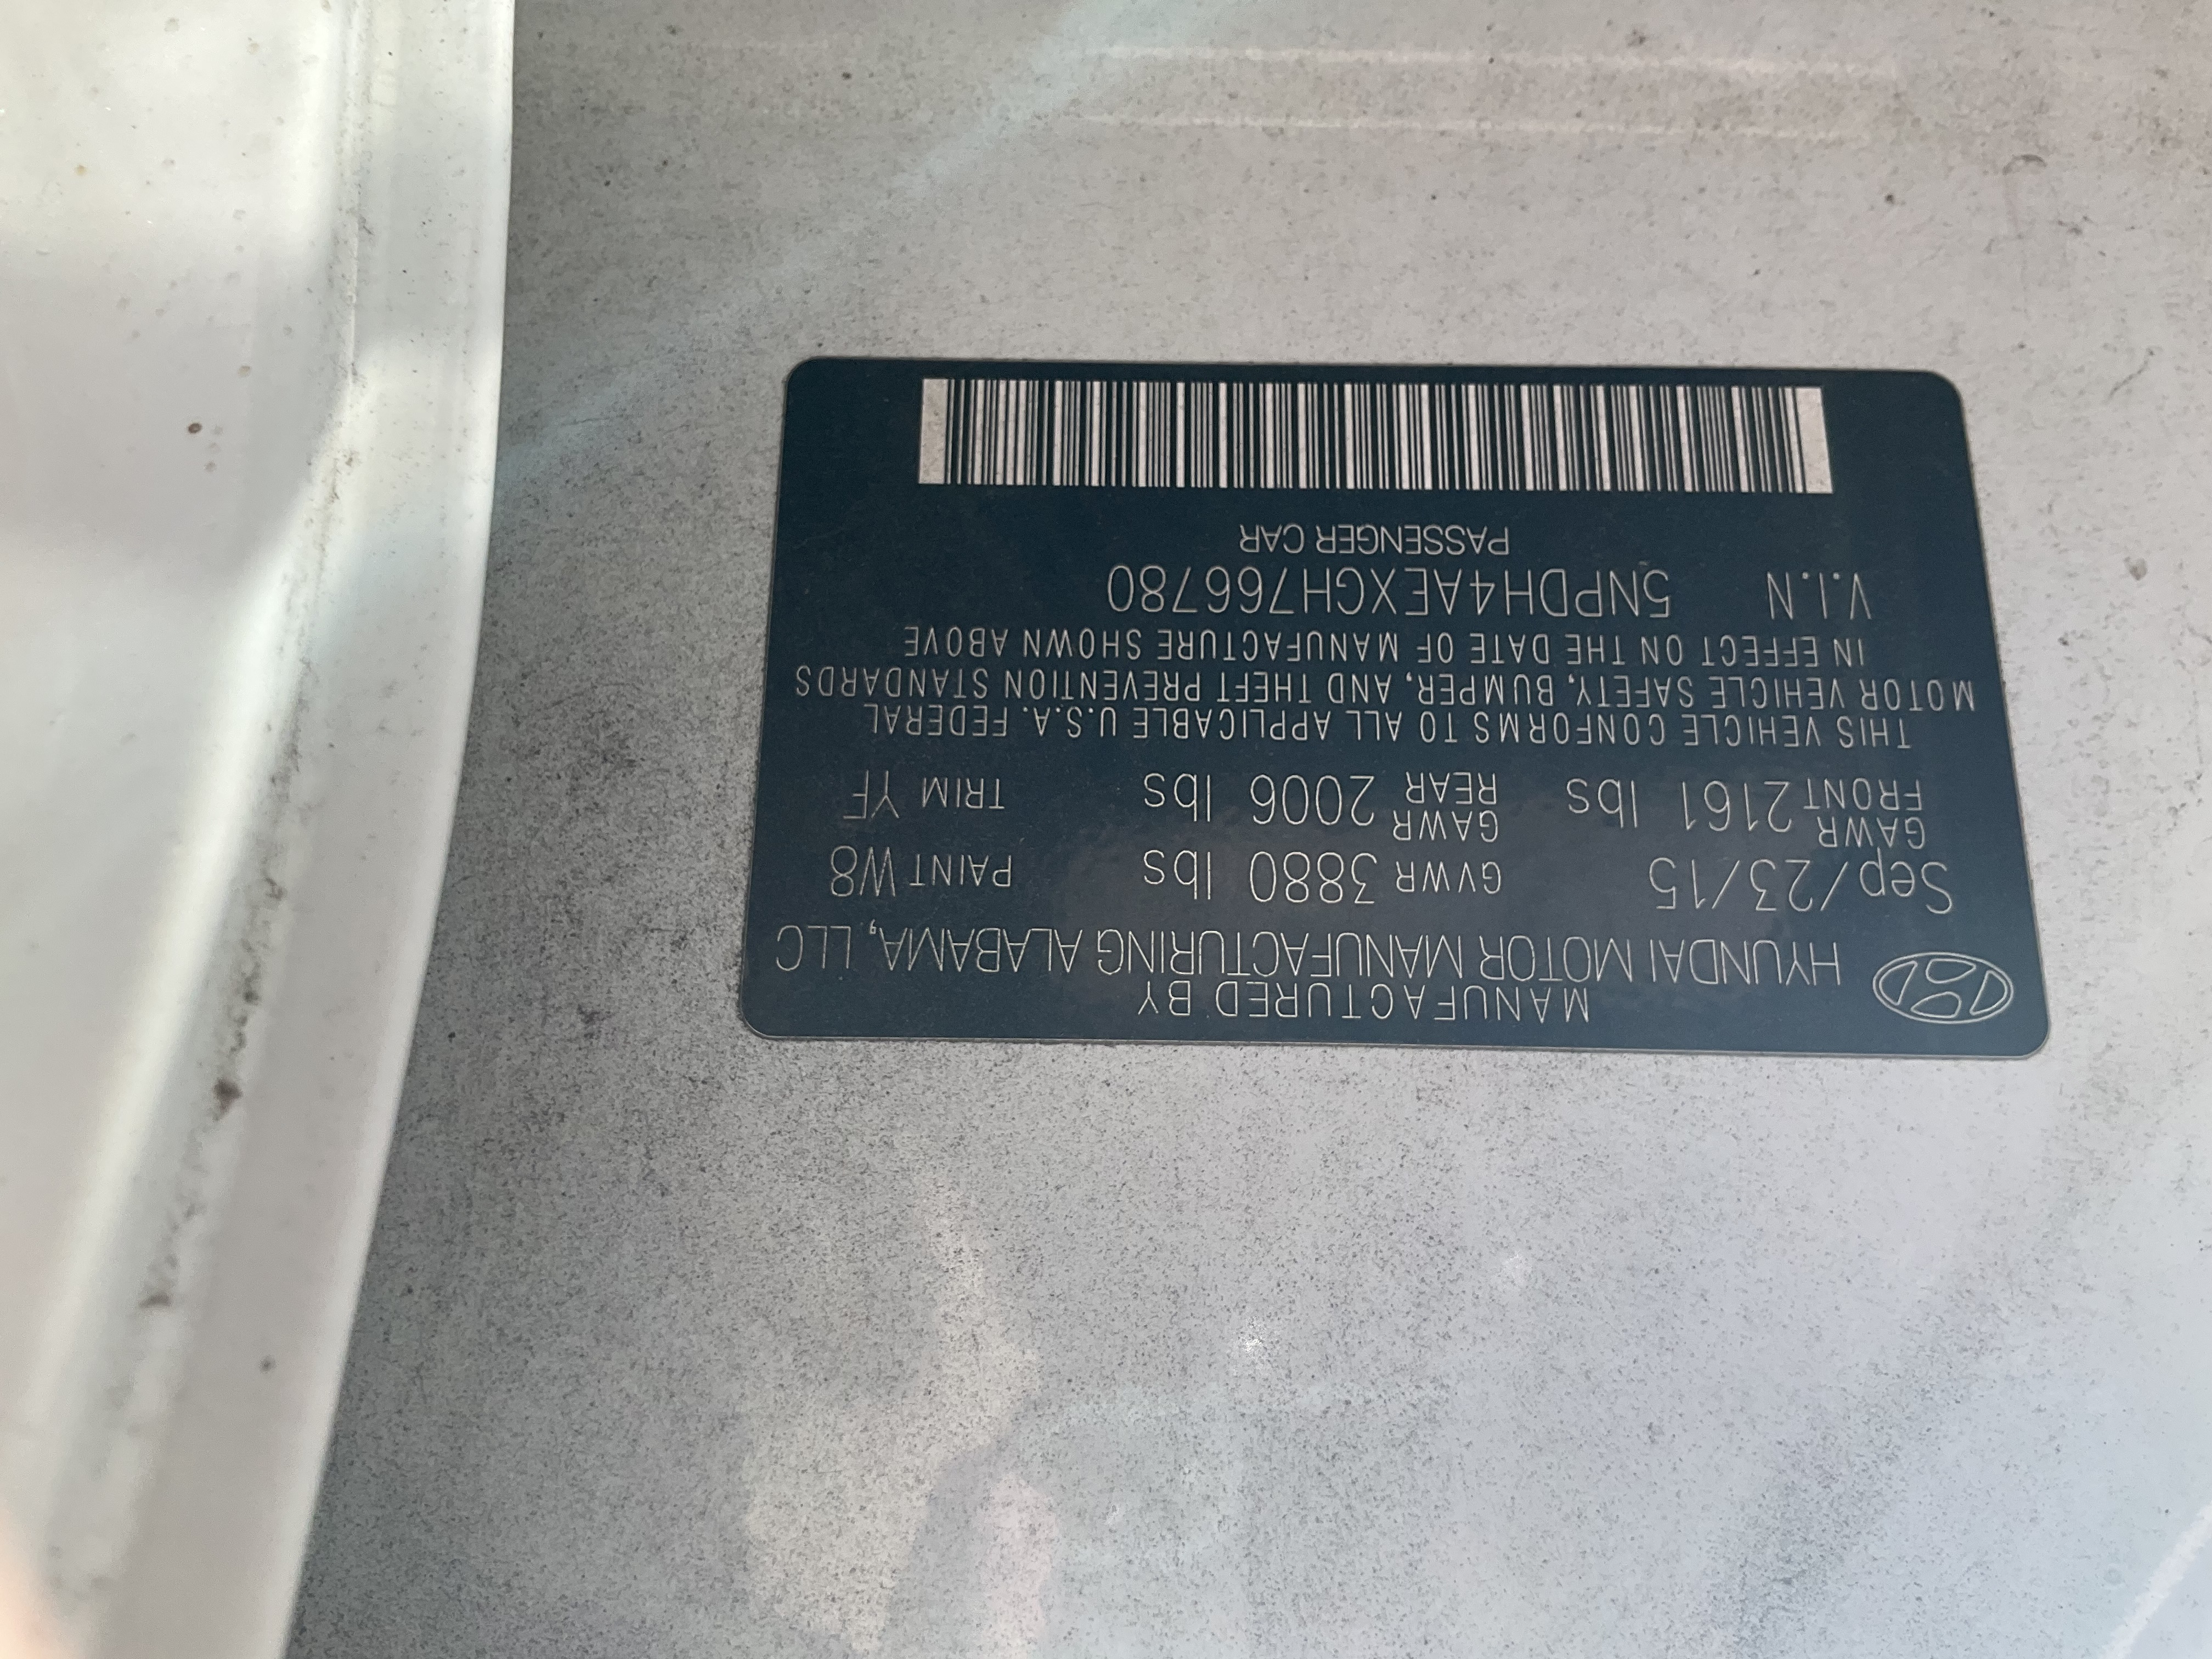 MANUFACTURED BY
HYUNDAI MOTOR MANUFACTURING ALABAMA, LLC
Sep/23/15 GVWR 3880 lbs PAINT W8
GAWR FRONT 2161 lbs GAWR REAR 2006 lbs TRIM YF
THIS VEHICLE CONFORMS TO ALL APPLICABLE U.S.A. FEDERAL
MOTOR VEHICLE SAFETY, BUMPER, AND THEFT PREVENTION STANDARDS
IN EFFECT ON THE DATE OF MANUFACTURE SHOWN ABOVE
V.I.N 5NPDH4AEXGH766780
PASSENGER CAR